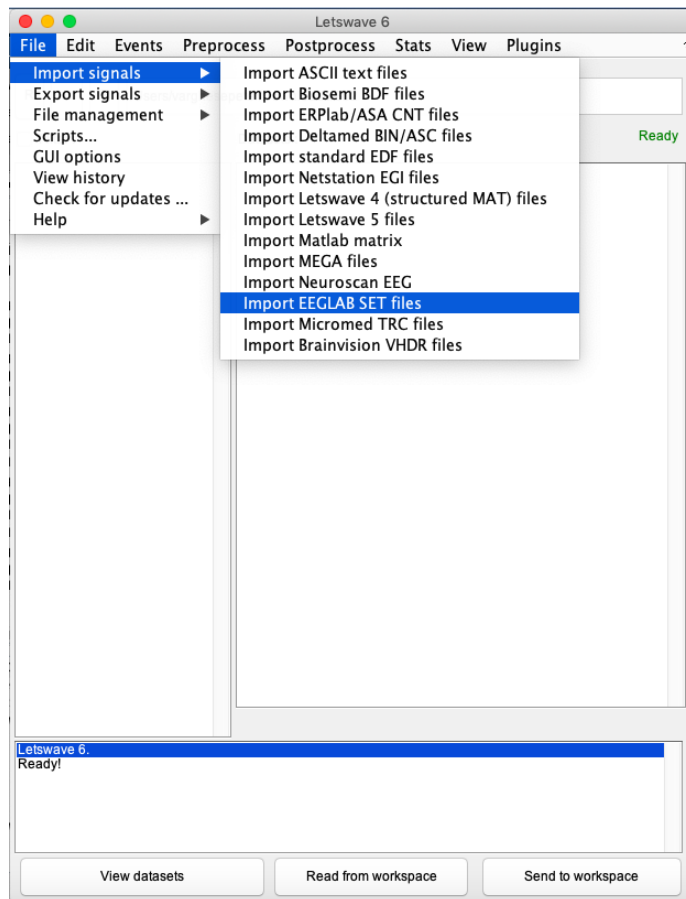 Letswave 6
File Edit Events Preprocess Postprocess Stats View Plugins
Import signals
Export signals
File management
Scripts...
GUI options
View history
Check for updates ...
Help
Import ASCII text files
Import Biosemi BDF files
Import ERPlab/ASA CNT files
Import Deltamed BIN/ASC files
Import standard EDF files
Import Netstation EGI files
Import Letswave 4 (structured MAT) files
Import Letswave 5 files
Import Matlab matrix
Import MEGA files
Import Neuroscan EEG
Import EEGLAB SET files
Import Micromed TRC files
Import Brainvision VHDR files
Ready
Letswave 6.
Ready!
View datasets Read from workspace Send to workspace